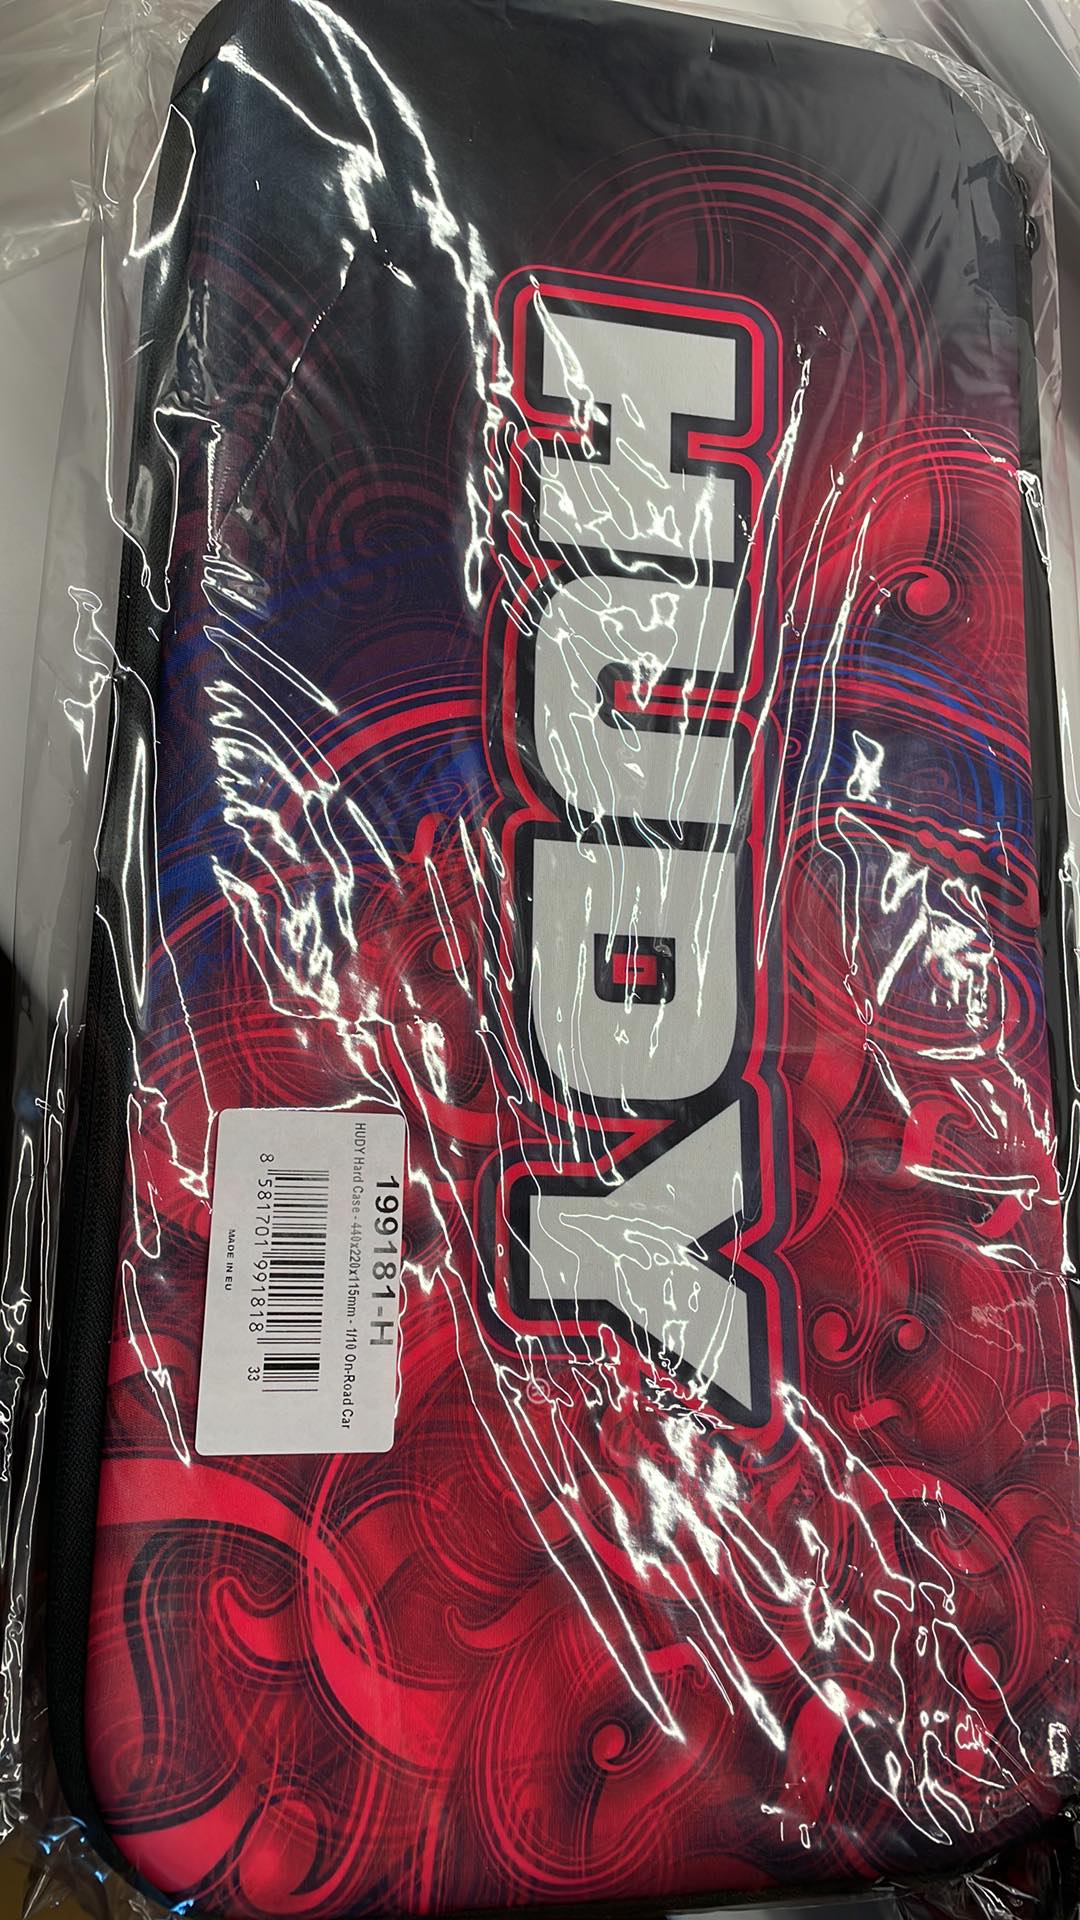 HUDY
®
199181-H
HUDY Hard Case - 440x220x115mm - 1/10 On-Road Car
8 581701 991818 33
MADE IN EU